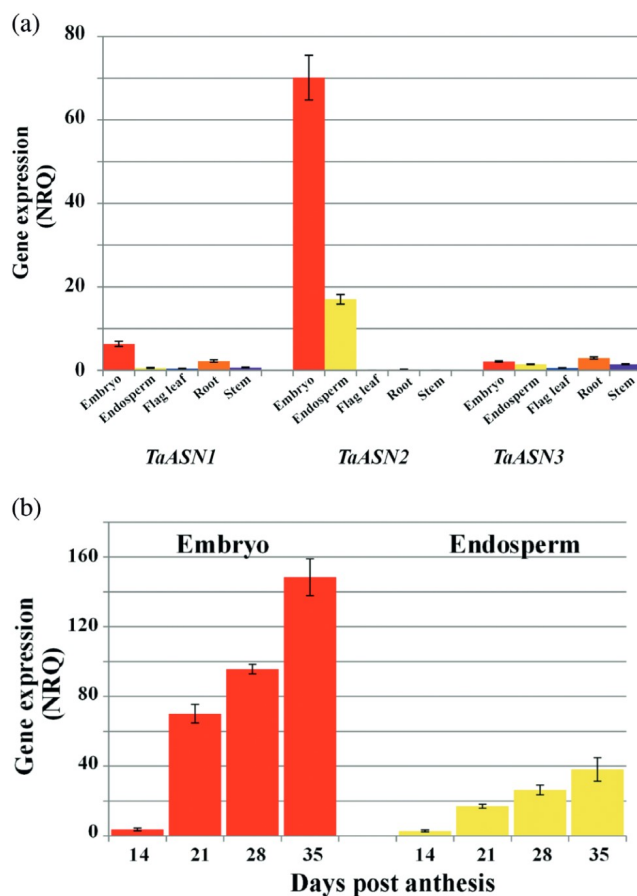 (a)
80
60
40
20
0
Gene expression
(NRQ)
Embryo
Endosperm
Flag leaf
Root
Stem
Embryo
Endosperm
Flag leaf
Root
Stem
Embryo
Endosperm
Flag leaf
Root
Stem
TaASN1 TaASN2 TaASN3
(b)
Embryo Endosperm
160
120
80
40
0
Gene expression
(NRQ)
14 21 28 35 14 21 28 35
Days post anthesis